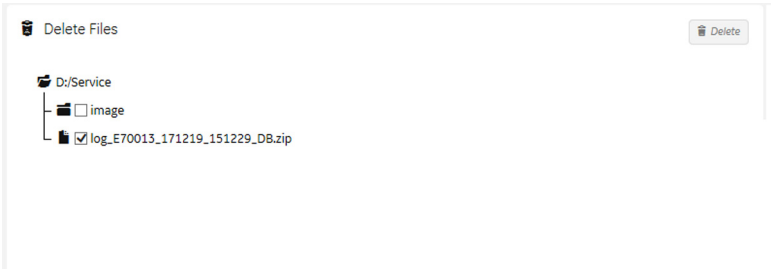 Delete Files
Delete
D:/Service
image
log_E70013_171219_151229_DB.zip